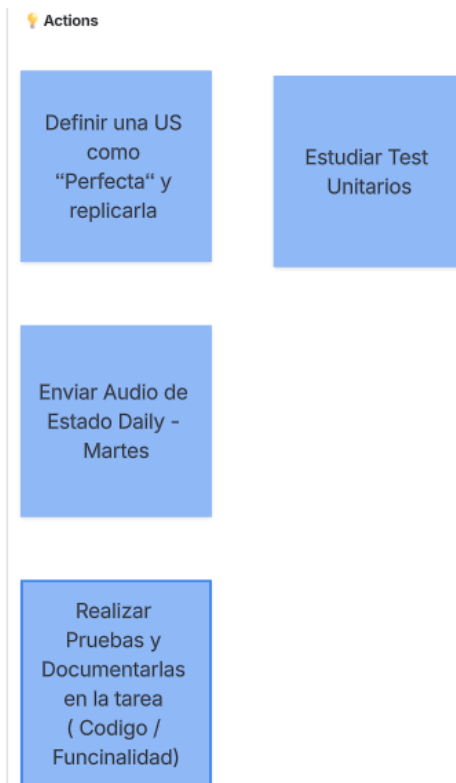 💡 Actions
Definir una US
como
“Perfecta“ y
replicarla
Estudiar Test
Unitarios
Enviar Audio de
Estado Daily -
Martes
Realizar
Pruebas y
Documentarlas
en la tarea
( Codigo /
Funcinalidad)